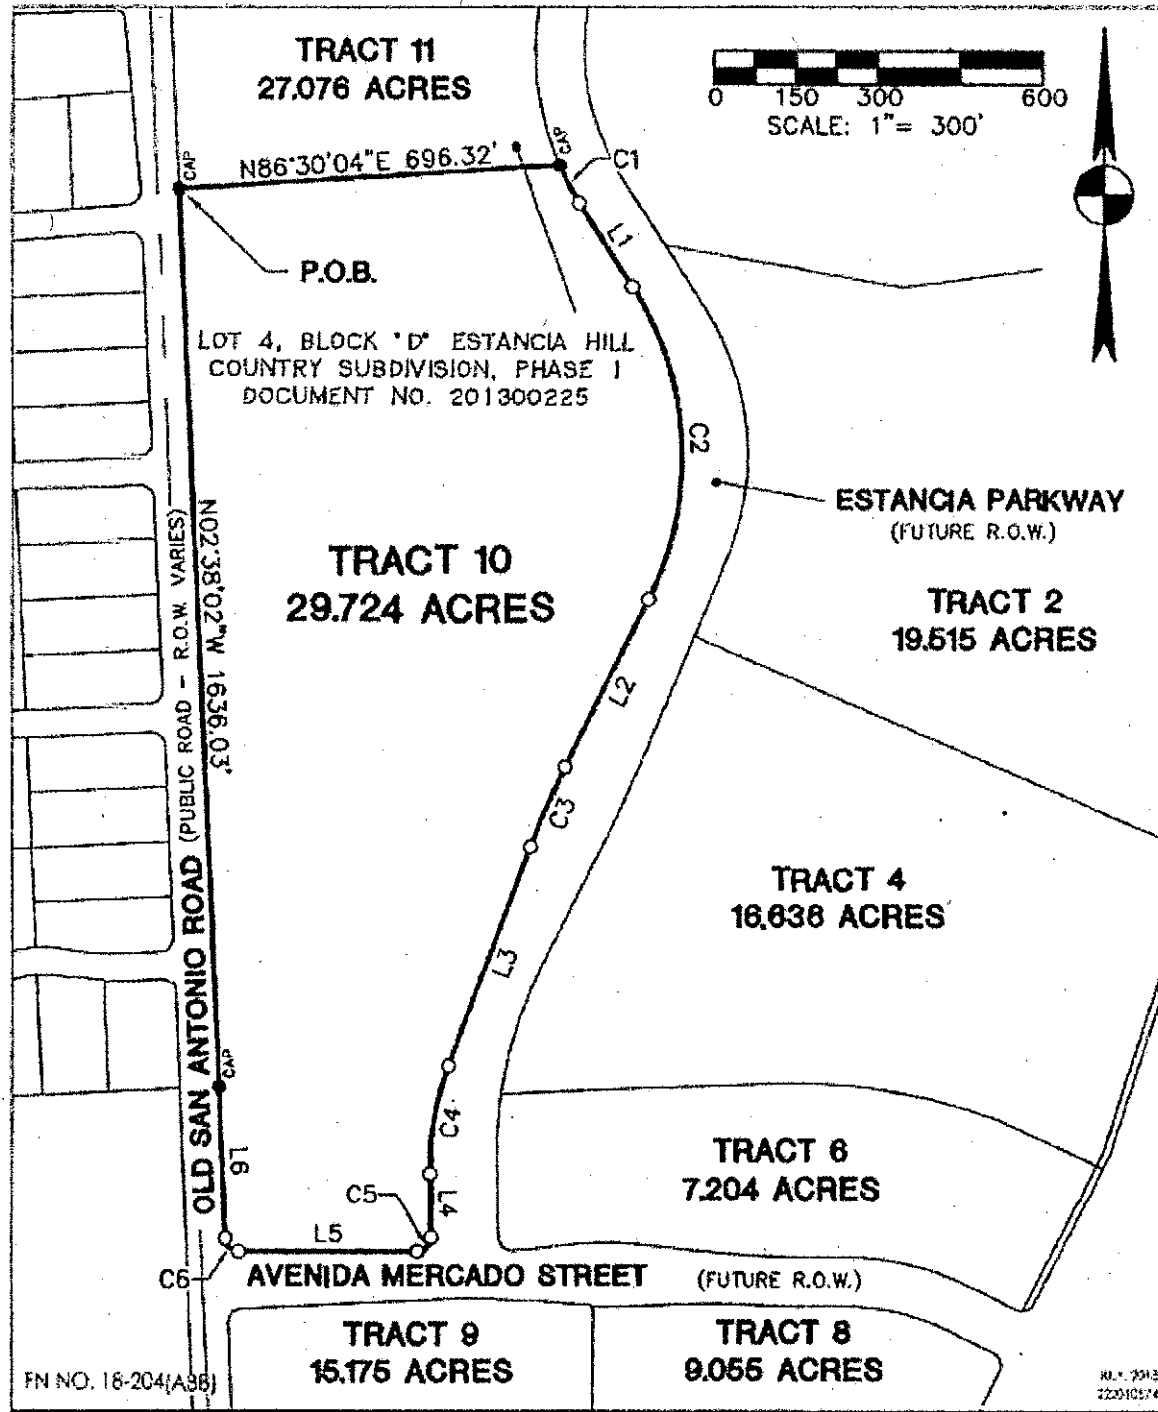 TRACT 11
27.076 ACRES
0 150 300 600
SCALE: 1"= 300'
CAP
CAP
N86°30'04"E 696.32'
C1
L1
P.O.B.
LOT 4, BLOCK "D" ESTANCIA HILL
COUNTRY SUBDIVISION, PHASE 1
DOCUMENT NO. 201300225
C2
ESTANCIA PARKWAY
(FUTURE R.O.W.)
N02°38'02"W 1636.03'
TRACT 10
29.724 ACRES
TRACT 2
19.515 ACRES
L2
OLD SAN ANTONIO ROAD (PUBLIC ROAD - R.O.W. VARIES)
C3
TRACT 4
16.636 ACRES
L3
CAP
C4
L6
TRACT 6
7.204 ACRES
C5
L4
L5
C6
AVENIDA MERCADO STREET (FUTURE R.O.W.)
TRACT 9
15.175 ACRES
TRACT 8
9.055 ACRES
FN NO. 18-204(ABB)